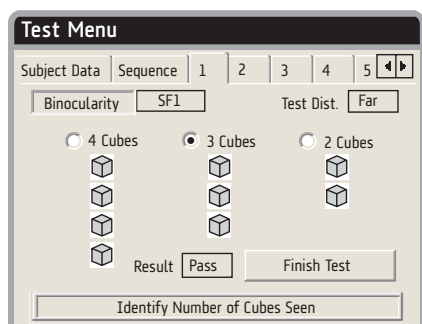 Test Menu
Subject Data Sequence 1 2 3 4 5
Binocularity SF1 Test Dist. Far
4 Cubes 3 Cubes 2 Cubes
Result Pass Finish Test
Identify Number of Cubes Seen